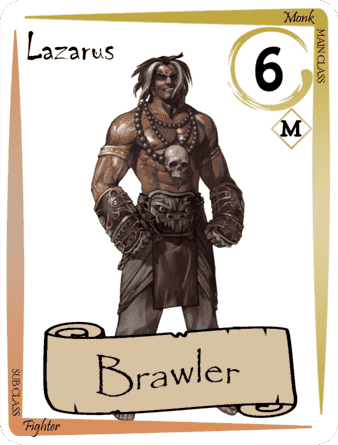 Monk
Lazarus
6
MAIN CLASS
M
Brawler
SUB CLASS
Fighter